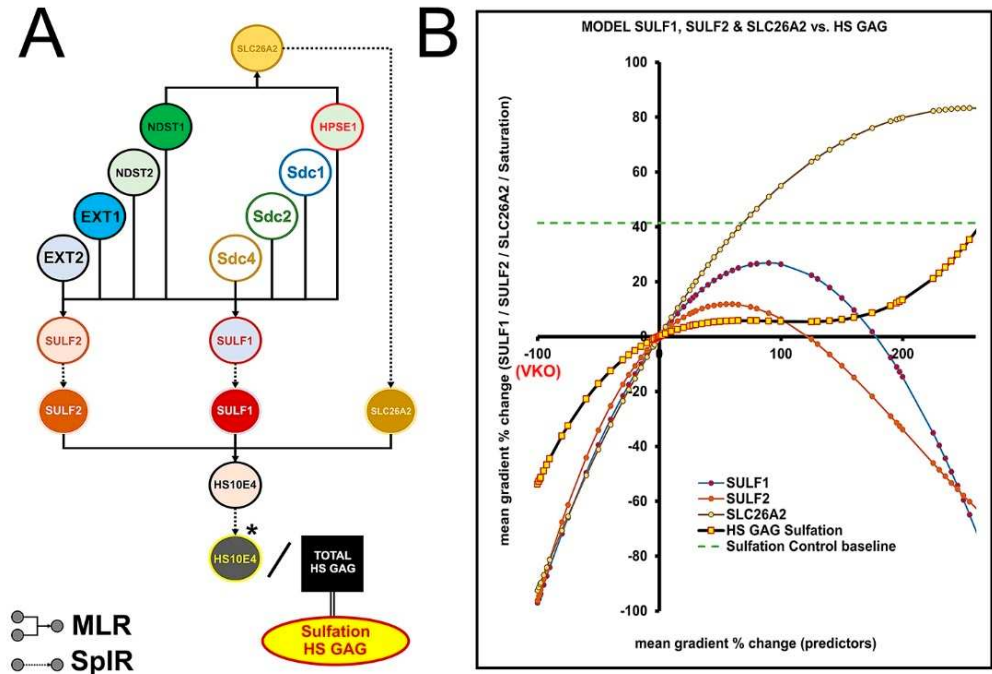 A
SLC26A2
NDST1
HPSE1
NDST2
Sdc1
EXT1
Sdc2
EXT2
Sdc4
SULF2
SULF1
SULF2
SULF1
SLC26A2
HS10E4
HS10E4
*
/
TOTAL
HS GAG
Sulfation
HS GAG
MLR
SplR
B
MODEL SULF1, SULF2 & SLC26A2 vs. HS GAG
mean gradient % change (SULF1 / SULF2 / SLC26A2 / Saturation)
100
80
60
40
20
0
-20
-40
-60
-80
-100
-100
0
100
200
(VKO)
SULF1
SULF2
SLC26A2
HS GAG Sulfation
Sulfation Control baseline
mean gradient % change (predictors)